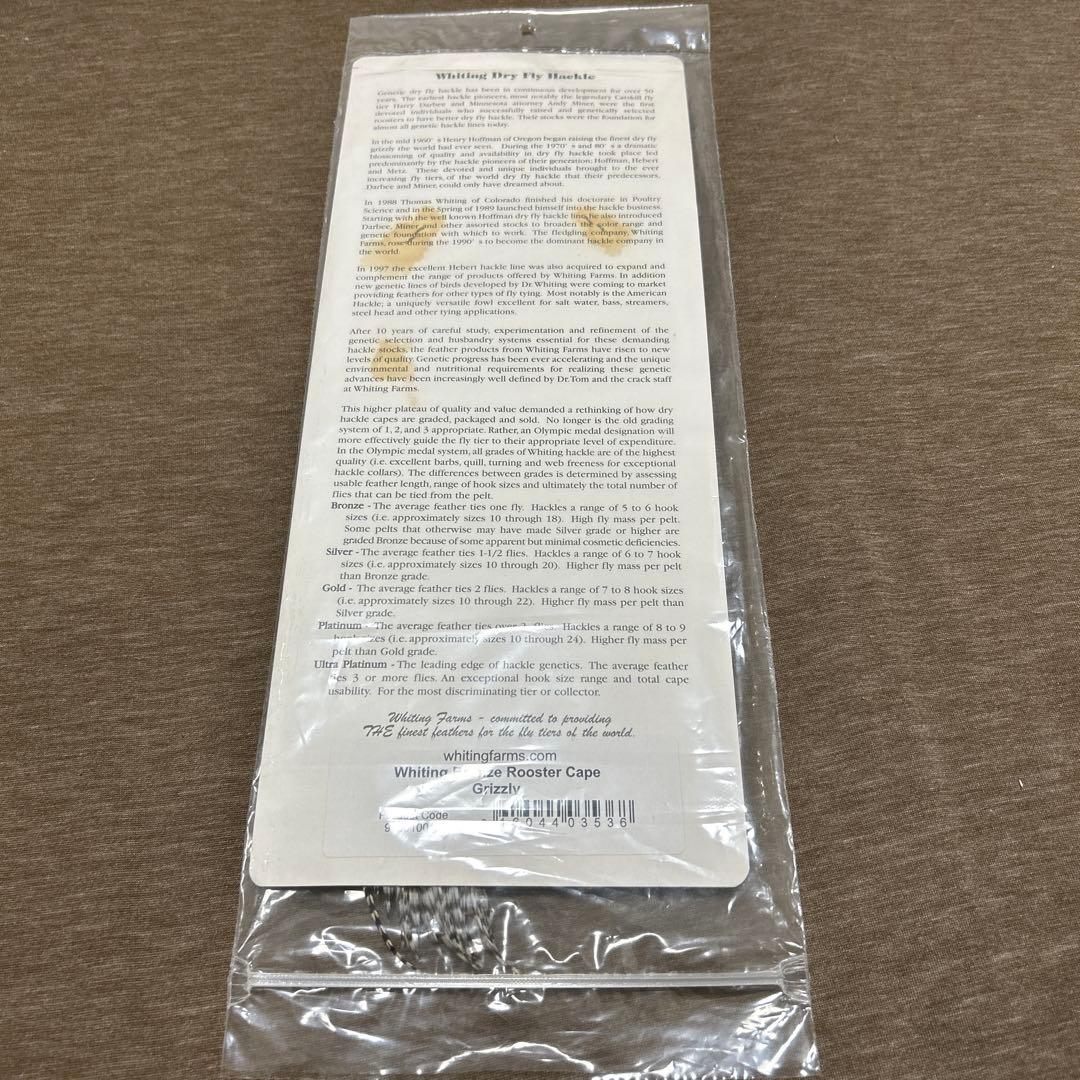 Whiting Dry Fly Hackle
Genetic dry fly hackle has been in continuous development for over 50
years. The earliest hackle pioneers, most notably the legendary Catskill fly
tier Harry Darbee and Minnesota attorney Andy Miner, were the first
devoted individuals who successfully raised and genetically selected
roosters to have better dry fly hackle. Their stocks were the foundation for
almost all genetic hackle lines today.
In the mid 1960' s Henry Hoffman of Oregon began raising the finest dry fly
grizzly the world had ever seen. During the 1970' s and 80' s a dramatic
blossoming of quality and availability in dry fly hackle took place led
predominantly by the hackle pioneers of their generation; Hoffman, Hebert
and Metz. These devoted and unique individuals brought to the ever
increasing fly tiers of the world dry fly hackle that their predecessors,
Darbee and Miner, could only have dreamed about.
In 1988 Thomas Whiting of Colorado finished his doctorate in Poultry
Science and in the Spring of 1989 launched himself into the hackle business.
Starting with the well known Hoffman dry fly hackle line, also introduced
Darbee, Miner and other assorted stocks to broaden color range and
genetic foundation with which to work. The fledgling company, Whiting
Farms, rose during the 1990' s to become the dominant hackle company in
the world.
In 1997 the excellent Hebert hackle line was also acquired to expand and
complement the range of products offered by Whiting Farms. In addition
new genetic lines of birds developed by Dr. Whiting were coming to market
providing feathers for other types of fly tying. Most notably is the American
Hackle; a uniquely versatile fowl excellent for salt water, bass, streamers,
steel head and other tying applications.
After 10 years of careful study, experimentation and refinement of the
genetic selection and husbandry systems essential for these demanding
hackle stocks, the feather products from Whiting Farms have risen to new
levels of quality. Genetic progress has been ever accelerating and the unique
environmental and nutritional requirements for realizing these genetic
advances have been increasingly well defined by Dr. Tom and the crack staff
at Whiting Farms.
This higher plateau of quality and value demanded a rethinking of how dry
hackle capes are graded, packaged and sold. No longer is the old grading
system of 1, 2, and 3 appropriate. Rather, an Olympic medal designation will
more effectively guide the fly tier to their appropriate level of expenditure.
In the Olympic medal system, all grades of Whiting hackle are of the highest
quality (i.e. excellent barbs, quill, turning and web freeness for exceptional
hackle collars). The differences between grades is determined by assessing
usable feather length, range of hook sizes and ultimately the total number of
flies that can be tied from the pelt.
Bronze - The average feather ties one fly. Hackles a range of 5 to 6 hook
sizes (i.e. approximately sizes 10 through 18). High fly mass per pelt.
Some pelts that otherwise may have made Silver grade or higher are
graded Bronze because of some apparent but minimal cosmetic deficiencies.
Silver - The average feather ties 1-1/2 flies. Hackles a range of 6 to 7 hook
sizes (i.e. approximately sizes 10 through 20). Higher fly mass per pelt
than Bronze grade.
Gold - The average feather ties 2 flies. Hackles a range of 7 to 8 hook sizes
(i.e. approximately sizes 10 through 22). Higher fly mass per pelt than
Silver grade.
Platinum - The average feather ties over 2 flies. Hackles a range of 8 to 9
hook sizes (i.e. approximately sizes 10 through 24). Higher fly mass per
pelt than Gold grade.
Ultra Platinum - The leading edge of hackle genetics. The average feather
ties 3 or more flies. An exceptional hook size range and total cape
usability. For the most discriminating tier or collector.
Whiting Farms - committed to providing
THE finest feathers for the fly tiers of the world.
whitingfarms.com
Whiting Bronze Rooster Cape
Grizzly
Product Code
16044 03536